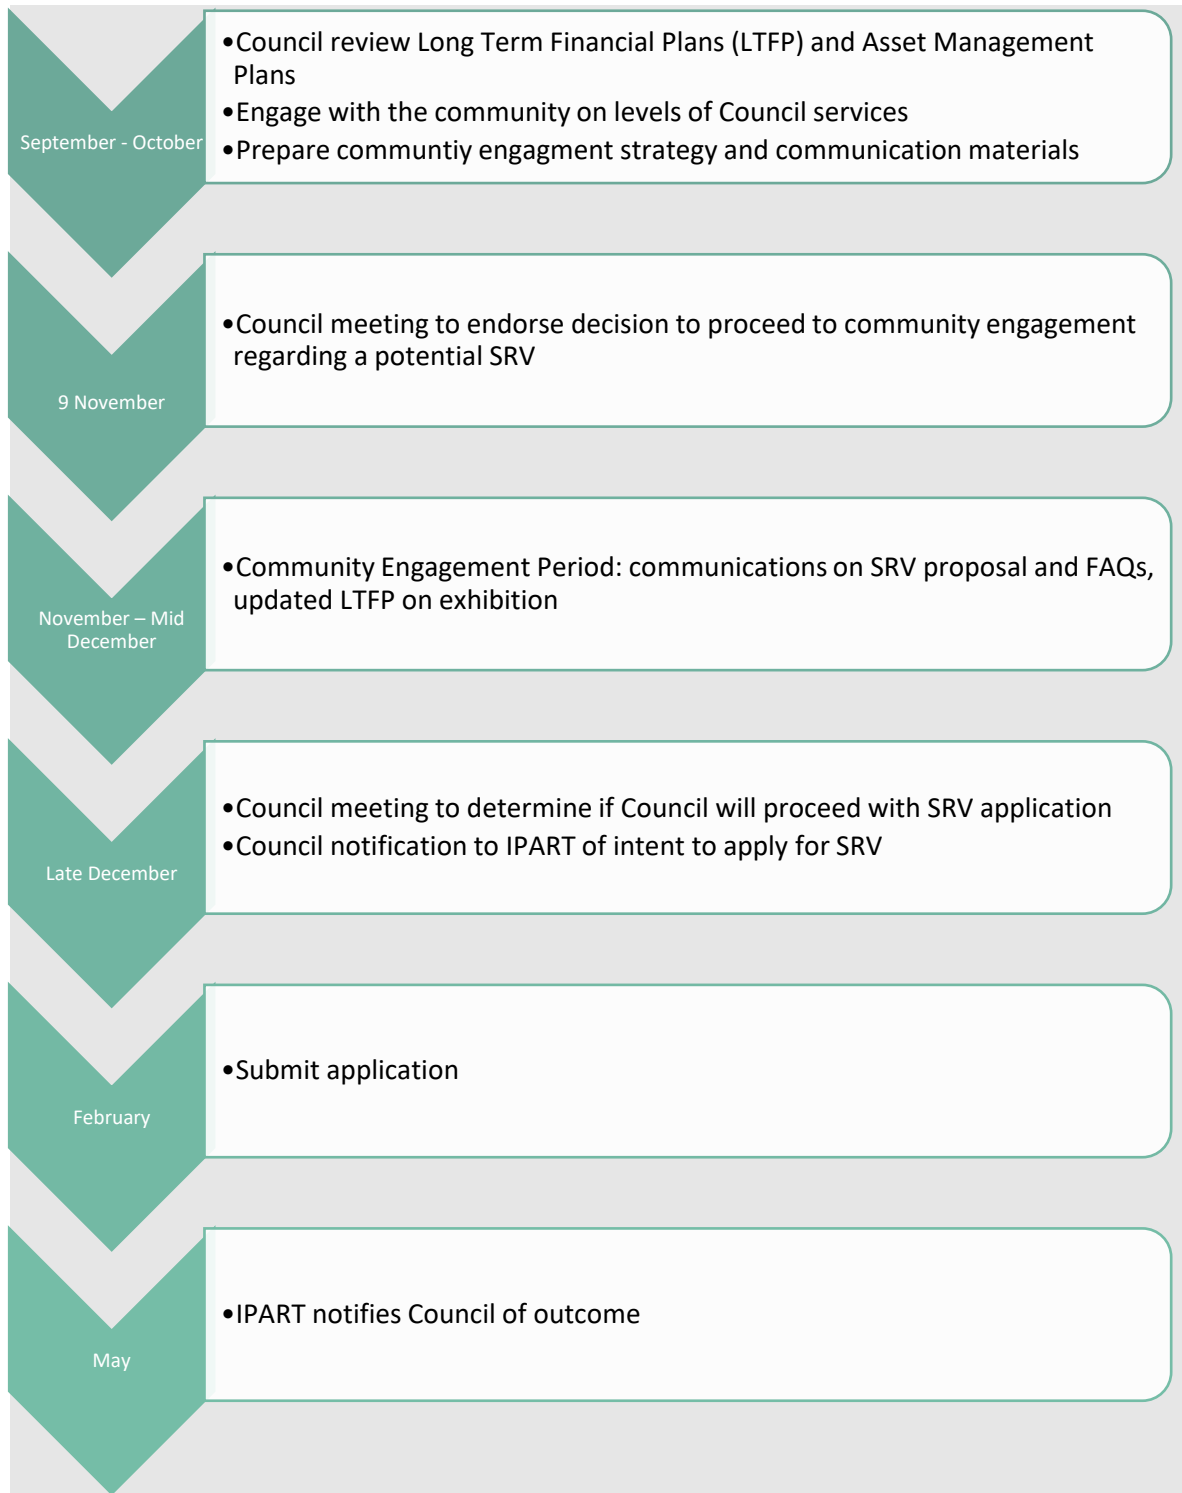 September - October
•Council review Long Term Financial Plans (LTFP) and Asset Management
Plans
•Engage with the community on levels of Council services
•Prepare communtiy engagment strategy and communication materials
9 November
•Council meeting to endorse decision to proceed to community engagement
regarding a potential SRV
November – Mid
December
•Community Engagement Period: communications on SRV proposal and FAQs,
updated LTFP on exhibition
Late December
•Council meeting to determine if Council will proceed with SRV application
•Council notification to IPART of intent to apply for SRV
February
•Submit application
May
•IPART notifies Council of outcome